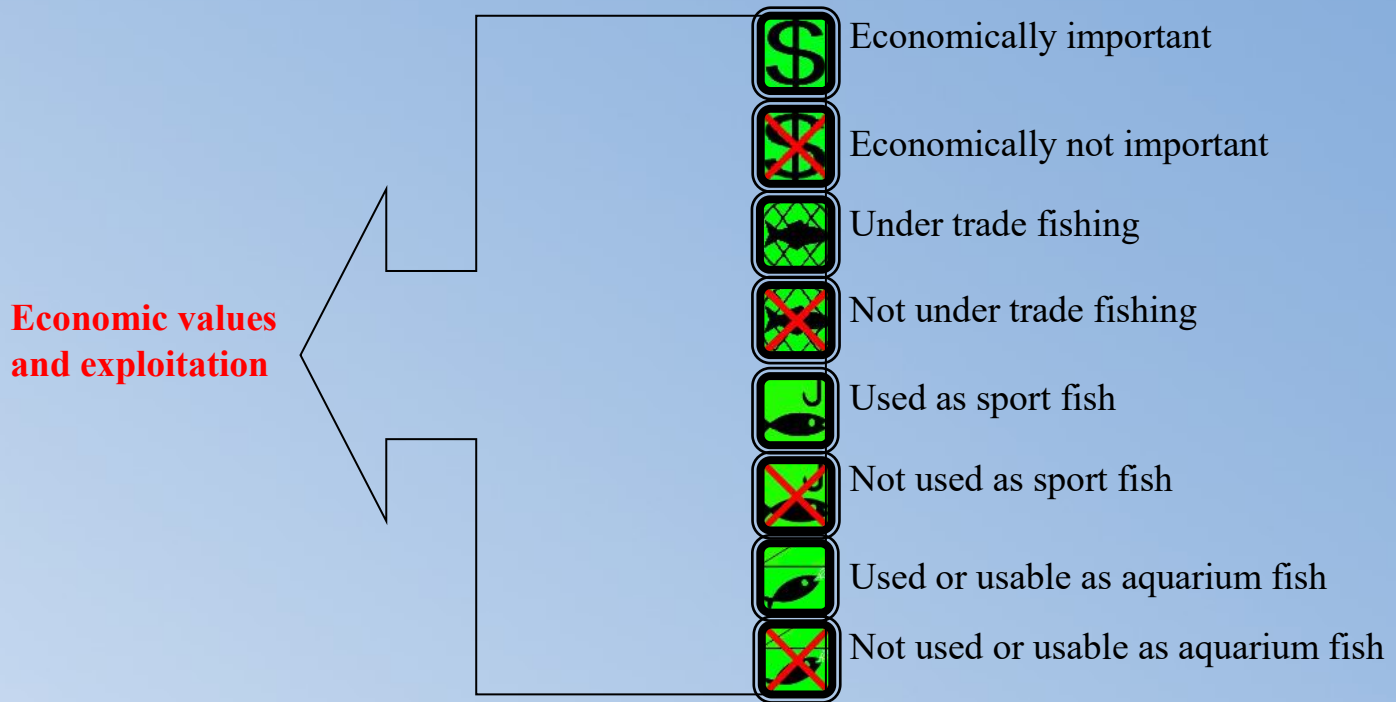 Economically important
Economically not important
Under trade fishing
Not under trade fishing
Economic values
and exploitation
Used as sport fish
Not used as sport fish
Used or usable as aquarium fish
Not used or usable as aquarium fish